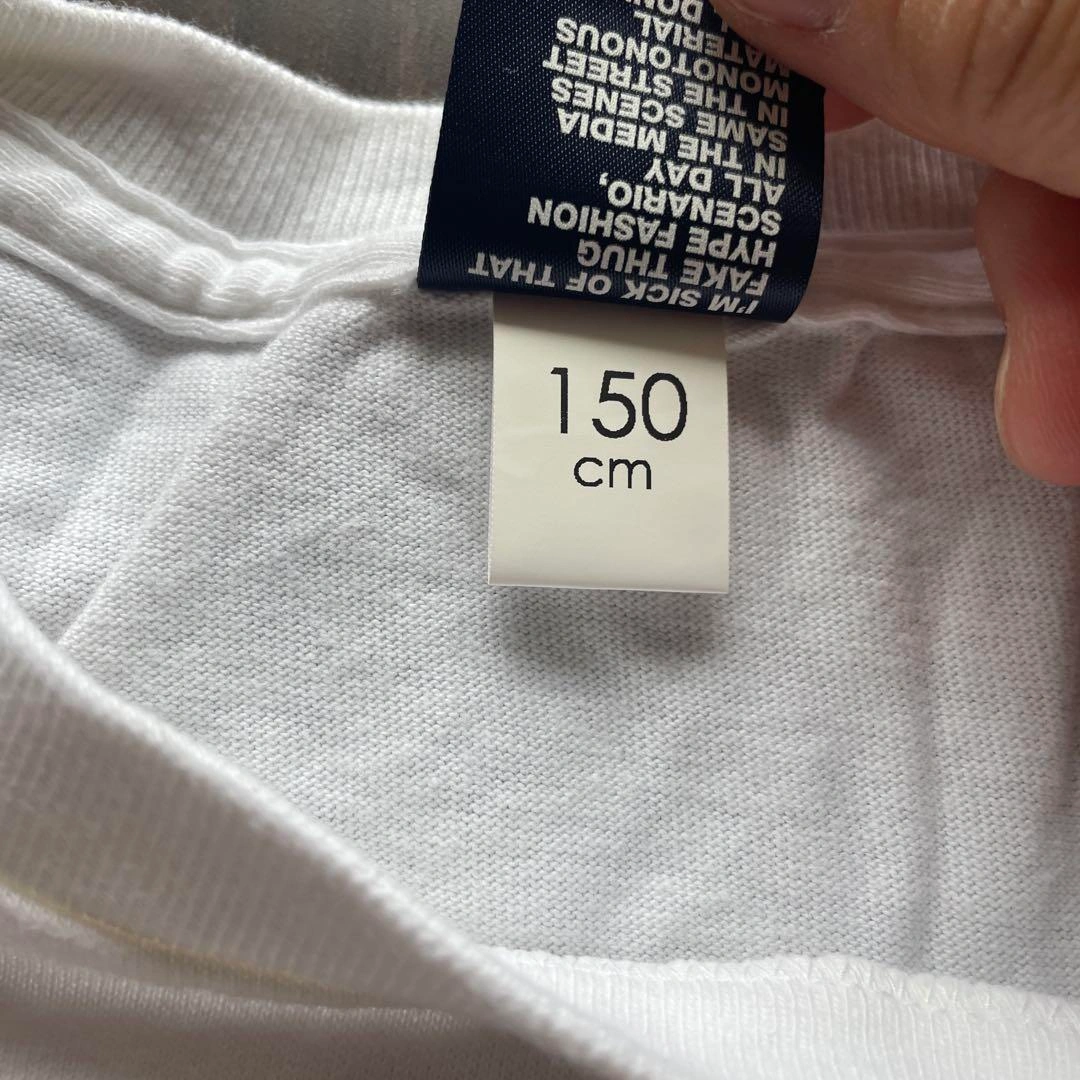 I'M SICK OF THAT
FAKE THUG
HYPE FASHION
SCENARIO,
ALL DAY
IN THE MEDIA
SAME SCENES
IN THE STREET
MONOTONOUS
MATERIAL
150
cm